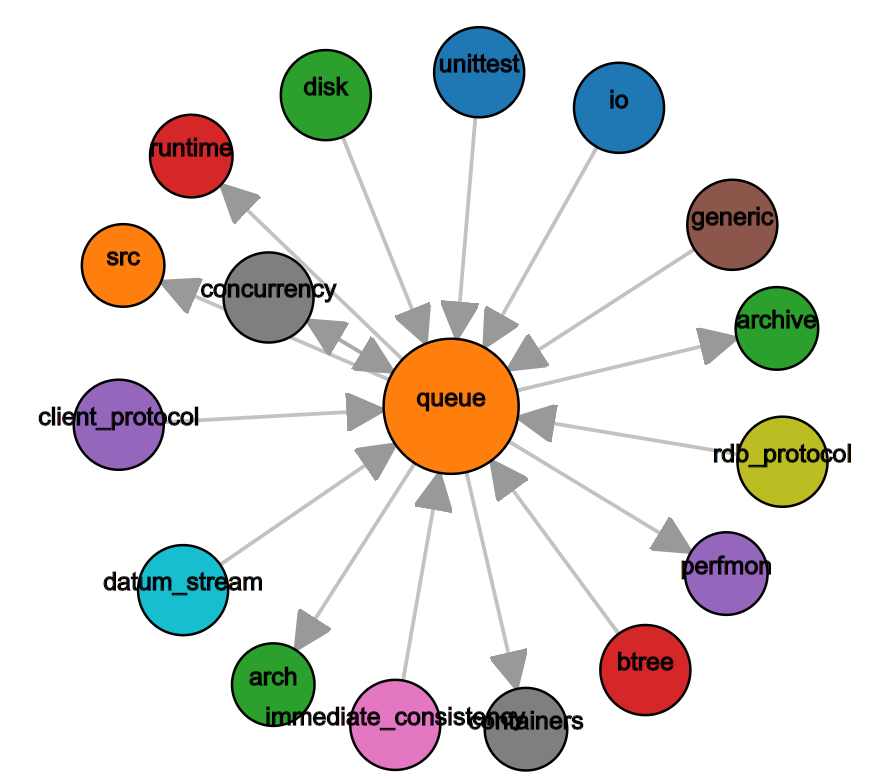 unittest
disk
io
runtime
generic
src
concurrency
archive
queue
client_protocol
rdb_protocol
perfmon
datum_stream
btree
arch
immediate_consistency
containers